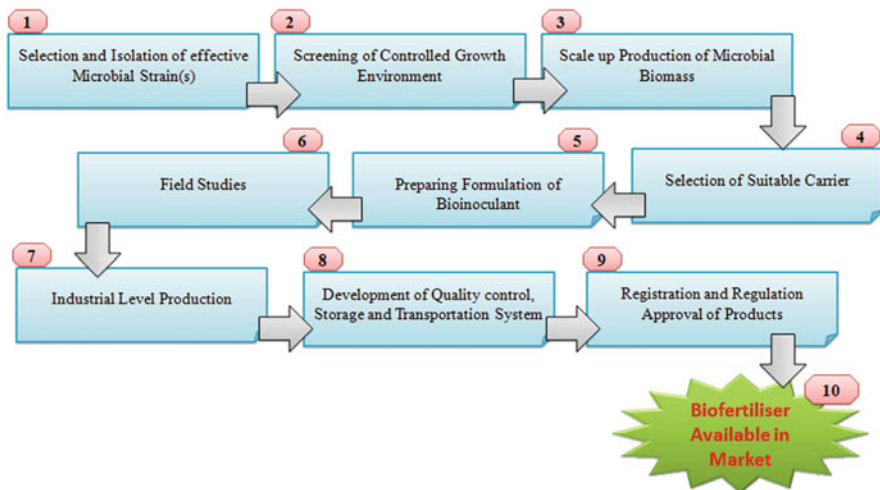 1
Selection and Isolation of effective
Microbial Strain(s)
2
Screening of Controlled Growth
Environment
3
Scale up Production of Microbial
Biomass
4
Selection of Suitable Carrier
5
Preparing Formulation of
Bioinoculant
6
Field Studies
7
Industrial Level Production
8
Development of Quality control,
Storage and Transportation System
9
Registration and Regulation
Approval of Products
10
Biofertiliser
Available in
Market